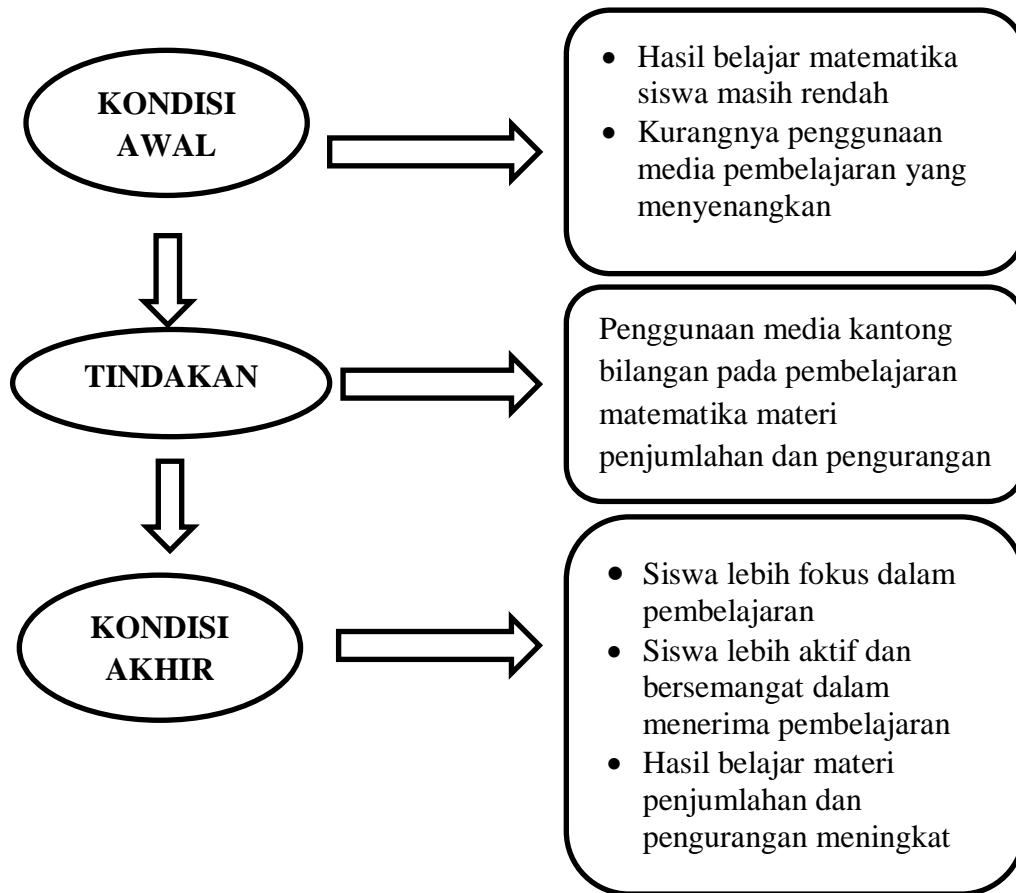 KONDISI
AWAL
• Hasil belajar matematika
siswa masih rendah
• Kurangnya penggunaan
media pembelajaran yang
menyenangkan
TINDAKAN
Penggunaan media kantong
bilangan pada pembelajaran
matematika materi
penjumlahan dan pengurangan
KONDISI
AKHIR
• Siswa lebih fokus dalam
pembelajaran
• Siswa lebih aktif dan
bersemangat dalam
menerima pembelajaran
• Hasil belajar materi
penjumlahan dan
pengurangan meningkat